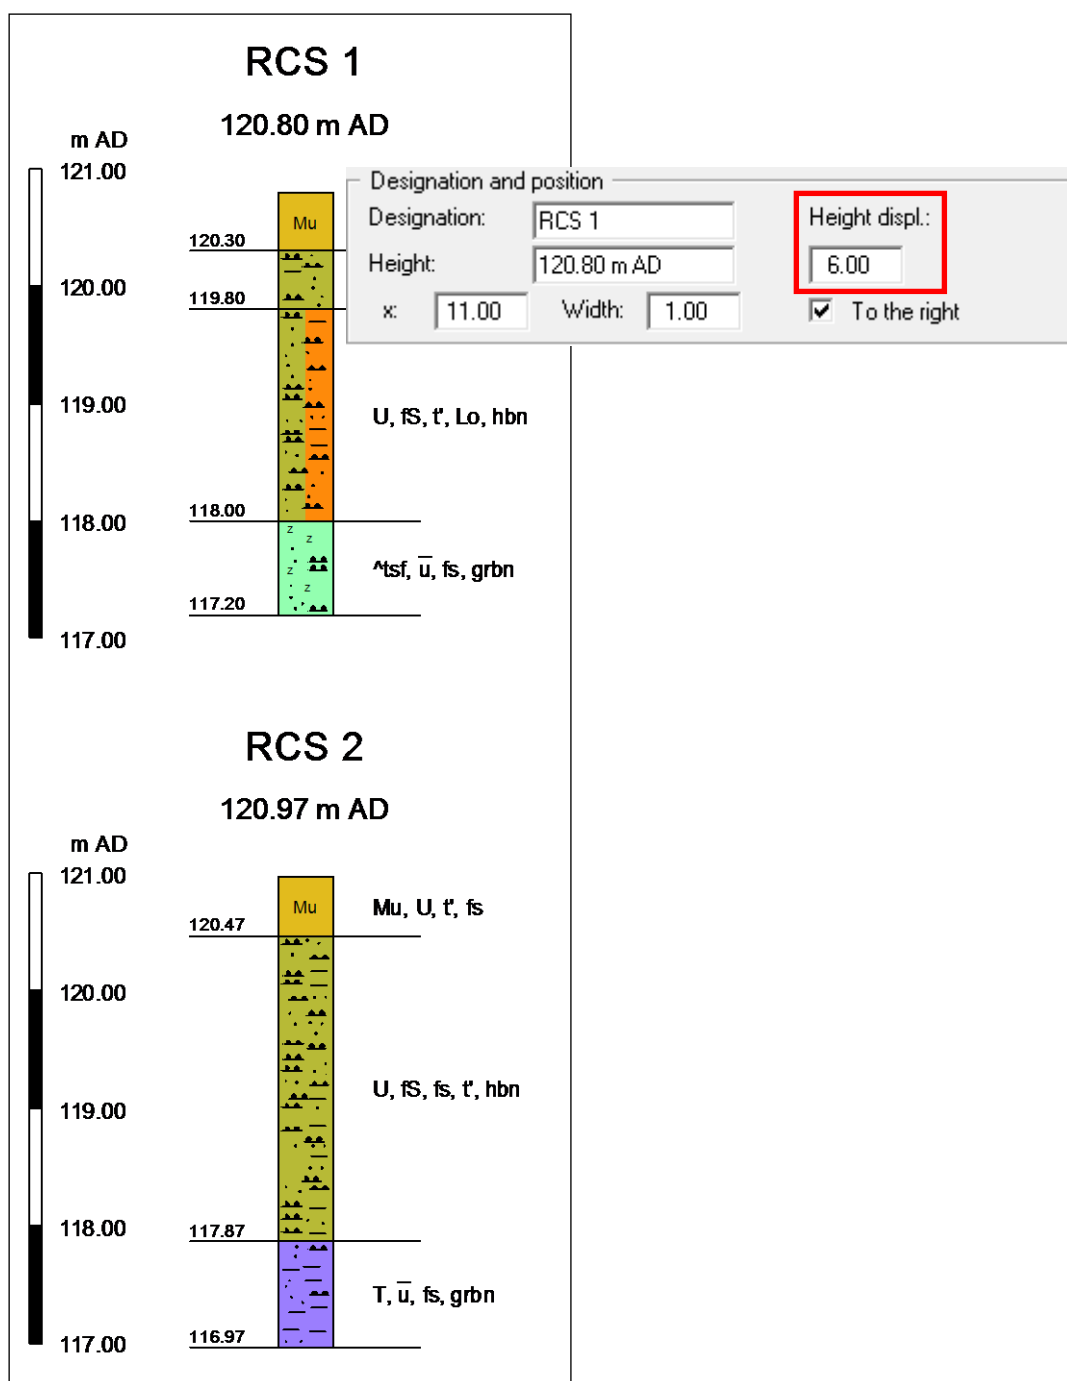 RCS 1
120.80 m AD
m AD
121.00
Mu
120.30
120.00
119.80
119.00
U, fS, t', Lo, hbn
118.00
118.00
z
z
z
z
^tsf, u̅, fs, grbn
117.20
117.00
Designation and position
Designation: RCS 1 Height displ.:
Height: 120.80 m AD 6.00
x: 11.00 Width: 1.00 To the right
RCS 2
120.97 m AD
m AD
121.00
Mu
Mu, U, t', fs
120.47
120.00
U, fS, fs, t', hbn
119.00
118.00
117.87
T, u̅, fs, grbn
116.97
117.00